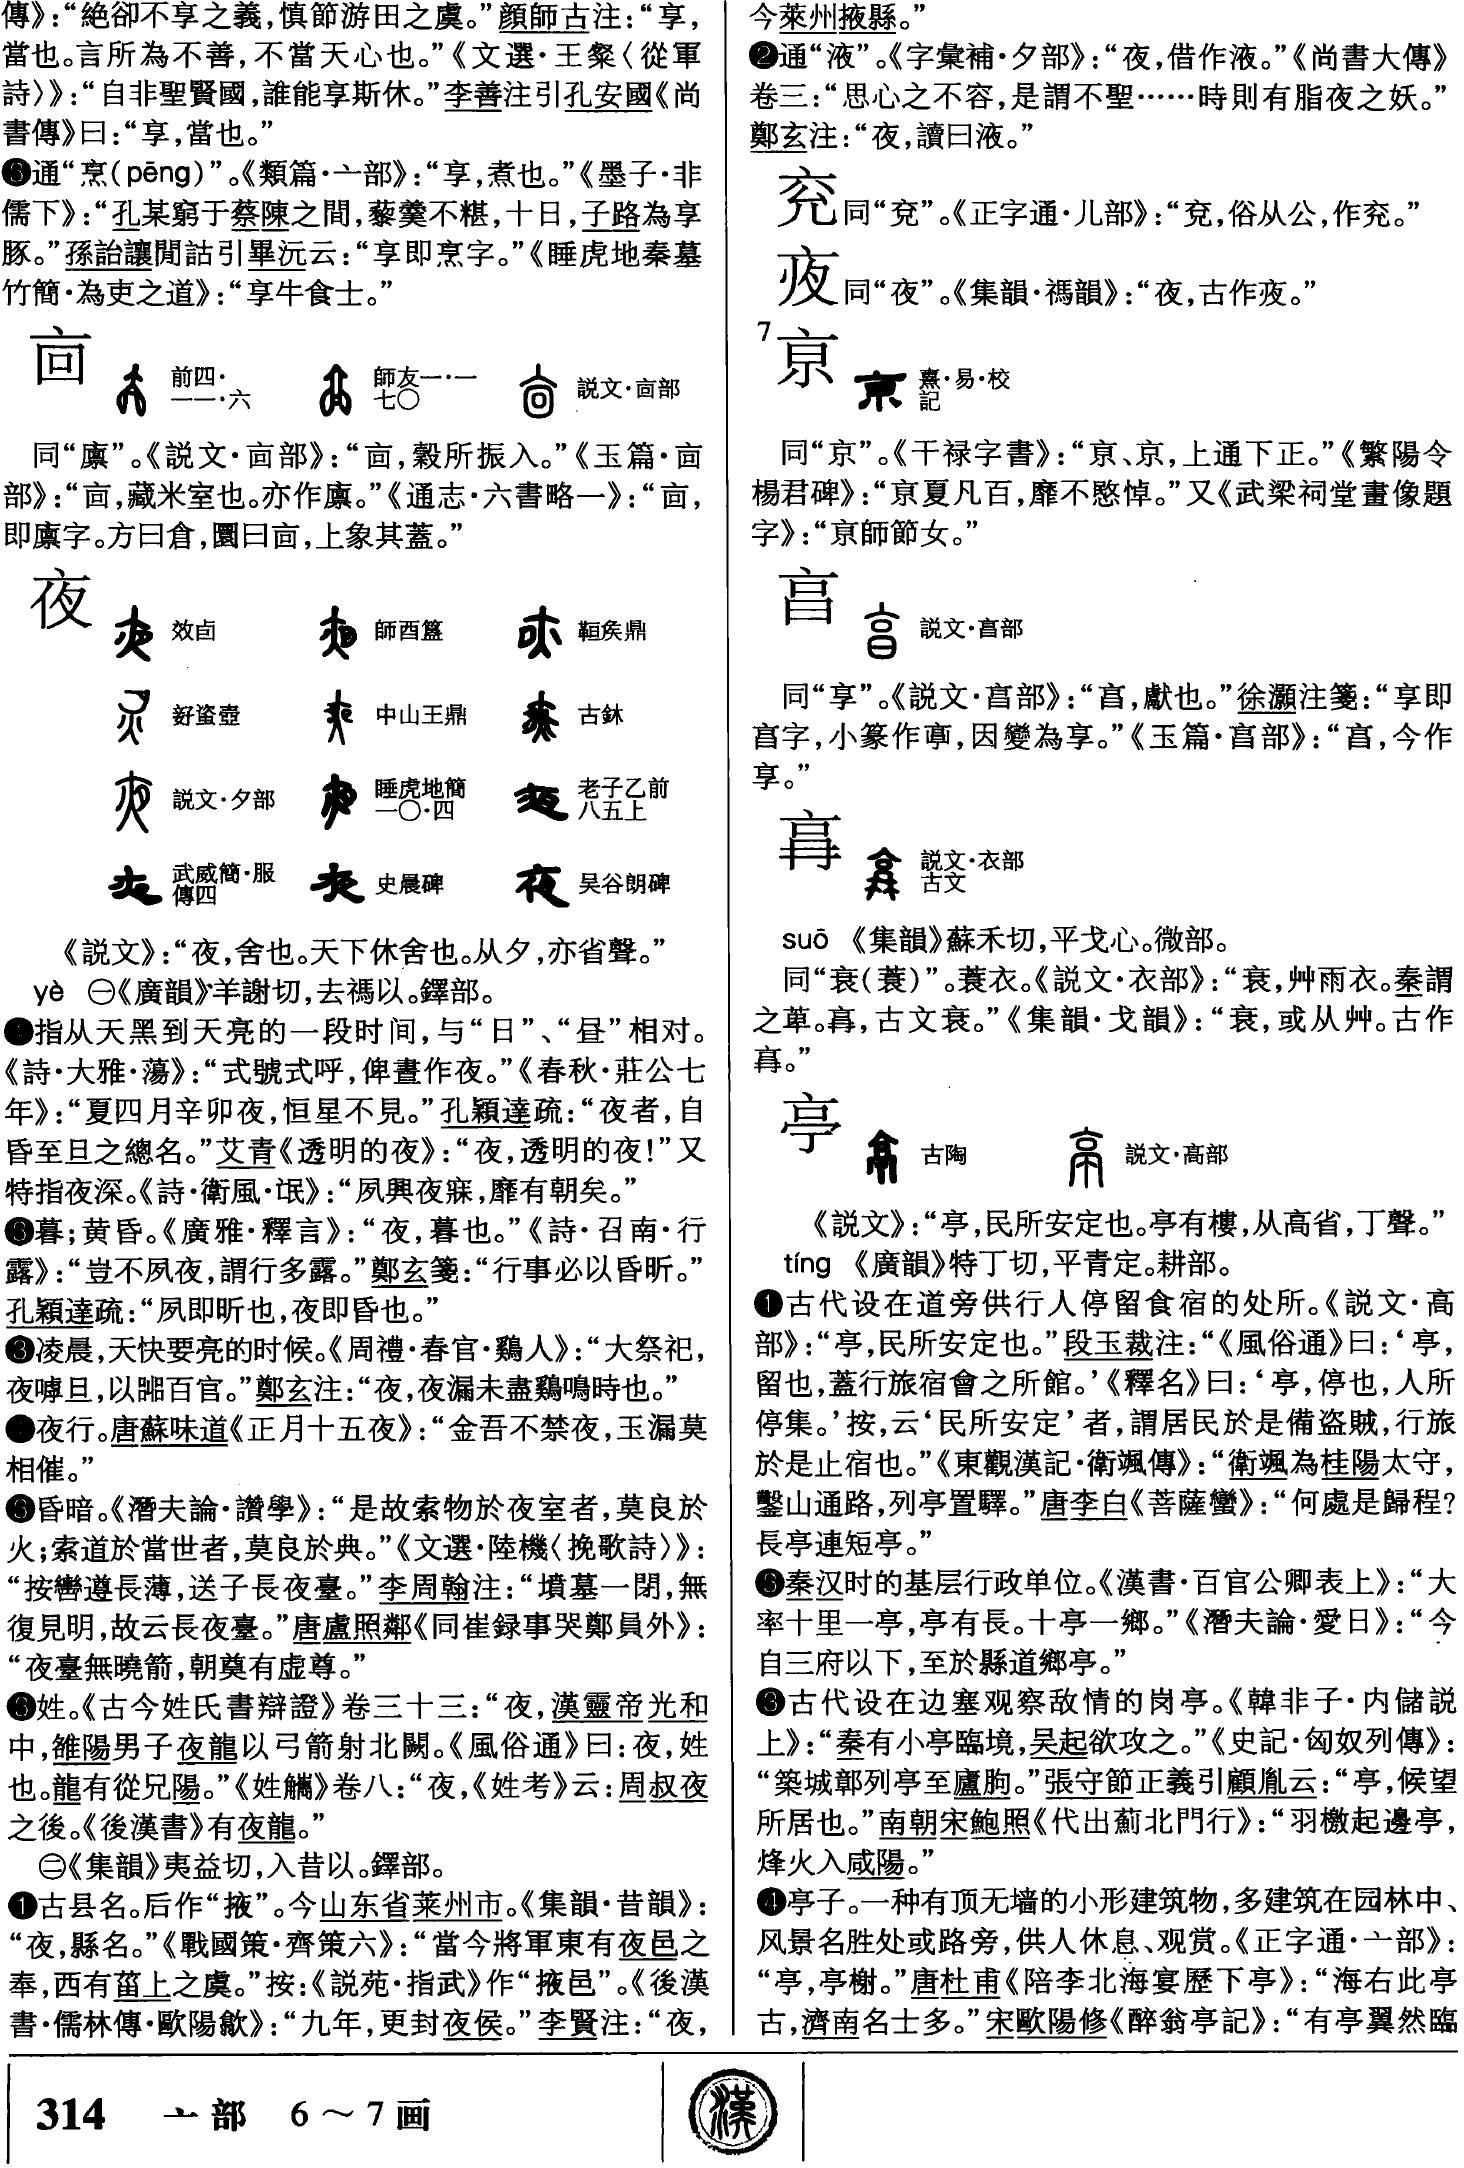 傳》：“絶卻不享之義，慎節游田之虞。”顔師古注：“享，
當也。言所為不善，不當天心也。”《文選·王粲〈從軍
詩〉》：“自非聖賢國，誰能享斯休。”李善注引孔安國《尚
書傳》曰：“享，當也。”
❻通“烹(pēng)”。《類篇·亠部》：“享，煮也。”《墨子·非
儒下》：“孔某窮于蔡陳之間，藜羹不糂，十日，子路為享
豚。”孫詒讓閒詁引畢沅云：“享即烹字。”《睡虎地秦墓
竹簡·為吏之道》：“享牛食士。”
㐭 前四·一一·六 師友一·一七〇 説文·㐭部
同“廪”。《説文·㐭部》：“㐭，穀所振入。”《玉篇·㐭
部》：“㐭，藏米室也。亦作廪。”《通志·六書略一》：“㐭，
即廪字。方曰倉，圜曰㐭，上象其蓋。”
夜 效卣 師酉簋 䩠矦鼎
𡚬蚉壺 中山王鼎 古鉥
説文·夕部 睡虎地簡一〇·四 老子乙前八五上
武威簡·服傳四 史晨碑 吴谷朗碑
《説文》：“夜，舍也。天下休舍也。从夕，亦省聲。”
yè ㊀《廣韻》羊謝切，去禡以。鐸部。
指从天黑到天亮的一段时间，与“日”、“昼”相对。
《詩·大雅·蕩》：“式號式呼，俾晝作夜。”《春秋·莊公七
年》：“夏四月辛卯夜，恒星不見。”孔穎達疏：“夜者，自
昏至旦之總名。”艾青《透明的夜》：“夜，透明的夜！”又
特指夜深。《詩·衛風·氓》：“夙興夜寐，靡有朝矣。”
暮；黄昏。《廣雅·釋言》：“夜，暮也。”《詩·召南·行
露》：“豈不夙夜，謂行多露。”鄭玄箋：“行事必以昏昕。”
孔穎達疏：“夙即昕也，夜即昏也。”
❸凌晨，天快要亮的时候。《周禮·春官·鷄人》：“大祭祀，
夜嘑旦，以嘂百官。”鄭玄注：“夜，夜漏未盡鷄鳴時也。”
夜行。唐蘇味道《正月十五夜》：“金吾不禁夜，玉漏莫
相催。”
昏暗。《潛夫論·讚學》：“是故索物於夜室者，莫良於
火；索道於當世者，莫良於典。”《文選·陸機〈挽歌詩〉》：
“按轡遵長薄，送子長夜臺。”李周翰注：“墳墓一閉，無
復見明，故云長夜臺。”唐盧照鄰《同崔録事哭鄭員外》：
“夜臺無曉箭，朝奠有虚尊。”
姓。《古今姓氏書辯證》卷三十三：“夜，漢靈帝光和
中，雒陽男子夜龍以弓箭射北闕。《風俗通》曰：夜，姓
也。龍有從兄陽。”《姓觿》卷八：“夜，《姓考》云：周叔夜
之後。《後漢書》有夜龍。”
㊁《集韻》夷益切，入昔以。鐸部。
❶古县名。后作“掖”。今山东省莱州市。《集韻·昔韻》：
“夜，縣名。”《戰國策·齊策六》：“當今將軍東有夜邑之
奉，西有菑上之虞。”按：《説苑·指武》作“掖邑”。《後漢
書·儒林傳·歐陽歙》：“九年，更封夜侯。”李賢注：“夜，
今萊州掖縣。”
❷通“液”。《字彙補·夕部》：“夜，借作液。”《尚書大傳》
卷三：“思心之不容，是謂不聖……時則有脂夜之妖。”
鄭玄注：“夜，讀曰液。”
兖 同“兗”。《正字通·儿部》：“兗，俗从公，作兖。”
亱 同“夜”。《集韻·禡韻》：“夜，古作亱。”
7 亰 熹·易·校記
同“京”。《干禄字書》：“亰、京，上通下正。”《繁陽令
楊君碑》：“亰夏凡百，靡不愍悼。”又《武梁祠堂畫像題
字》：“亰師節女。”
亯 説文·亯部
同“享”。《説文·亯部》：“亯，獻也。”徐灝注箋：“享即
亯字，小篆作𦎫，因變為享。”《玉篇·亯部》：“亯，今作
享。”
𠅤 説文·衣部古文
suō 《集韻》蘇禾切，平戈心。微部。
同“衰(蓑)”。蓑衣。《説文·衣部》：“衰，艸雨衣。秦謂
之萆。𠅤，古文衰。”《集韻·戈韻》：“衰，或从艸。古作
𠅤。”
亭 古陶 説文·高部
《説文》：“亭，民所安定也。亭有樓，从高省，丁聲。”
tíng 《廣韻》特丁切，平青定。耕部。
❶古代设在道旁供行人停留食宿的处所。《説文·高
部》：“亭，民所安定也。”段玉裁注：“《風俗通》曰：‘亭，
留也，蓋行旅宿會之所館。’《釋名》曰：‘亭，停也，人所
停集。’按，云‘民所安定’者，謂居民於是備盗賊，行旅
於是止宿也。”《東觀漢記·衛颯傳》：“衛颯為桂陽太守，
鑿山通路，列亭置驛。”唐李白《菩薩蠻》：“何處是歸程？
長亭連短亭。”
秦汉时的基层行政单位。《漢書·百官公卿表上》：“大
率十里一亭，亭有長。十亭一鄉。”《潛夫論·愛日》：“今
自三府以下，至於縣道鄉亭。”
❸古代设在边塞观察敌情的岗亭。《韓非子·内儲説
上》：“秦有小亭臨境，吴起欲攻之。”《史記·匈奴列傳》：
“築城鄣列亭至廬朐。”張守節正義引顧胤云：“亭，候望
所居也。”南朝宋鮑照《代出薊北門行》：“羽檄起邊亭，
烽火入咸陽。”
❹亭子。一种有顶无墙的小形建筑物，多建筑在园林中、
风景名胜处或路旁，供人休息、观赏。《正字通·亠部》：
“亭，亭榭。”唐杜甫《陪李北海宴歷下亭》：“海右此亭
古，濟南名士多。”宋歐陽修《醉翁亭記》：“有亭翼然臨
314 亠部 6～7画
漢